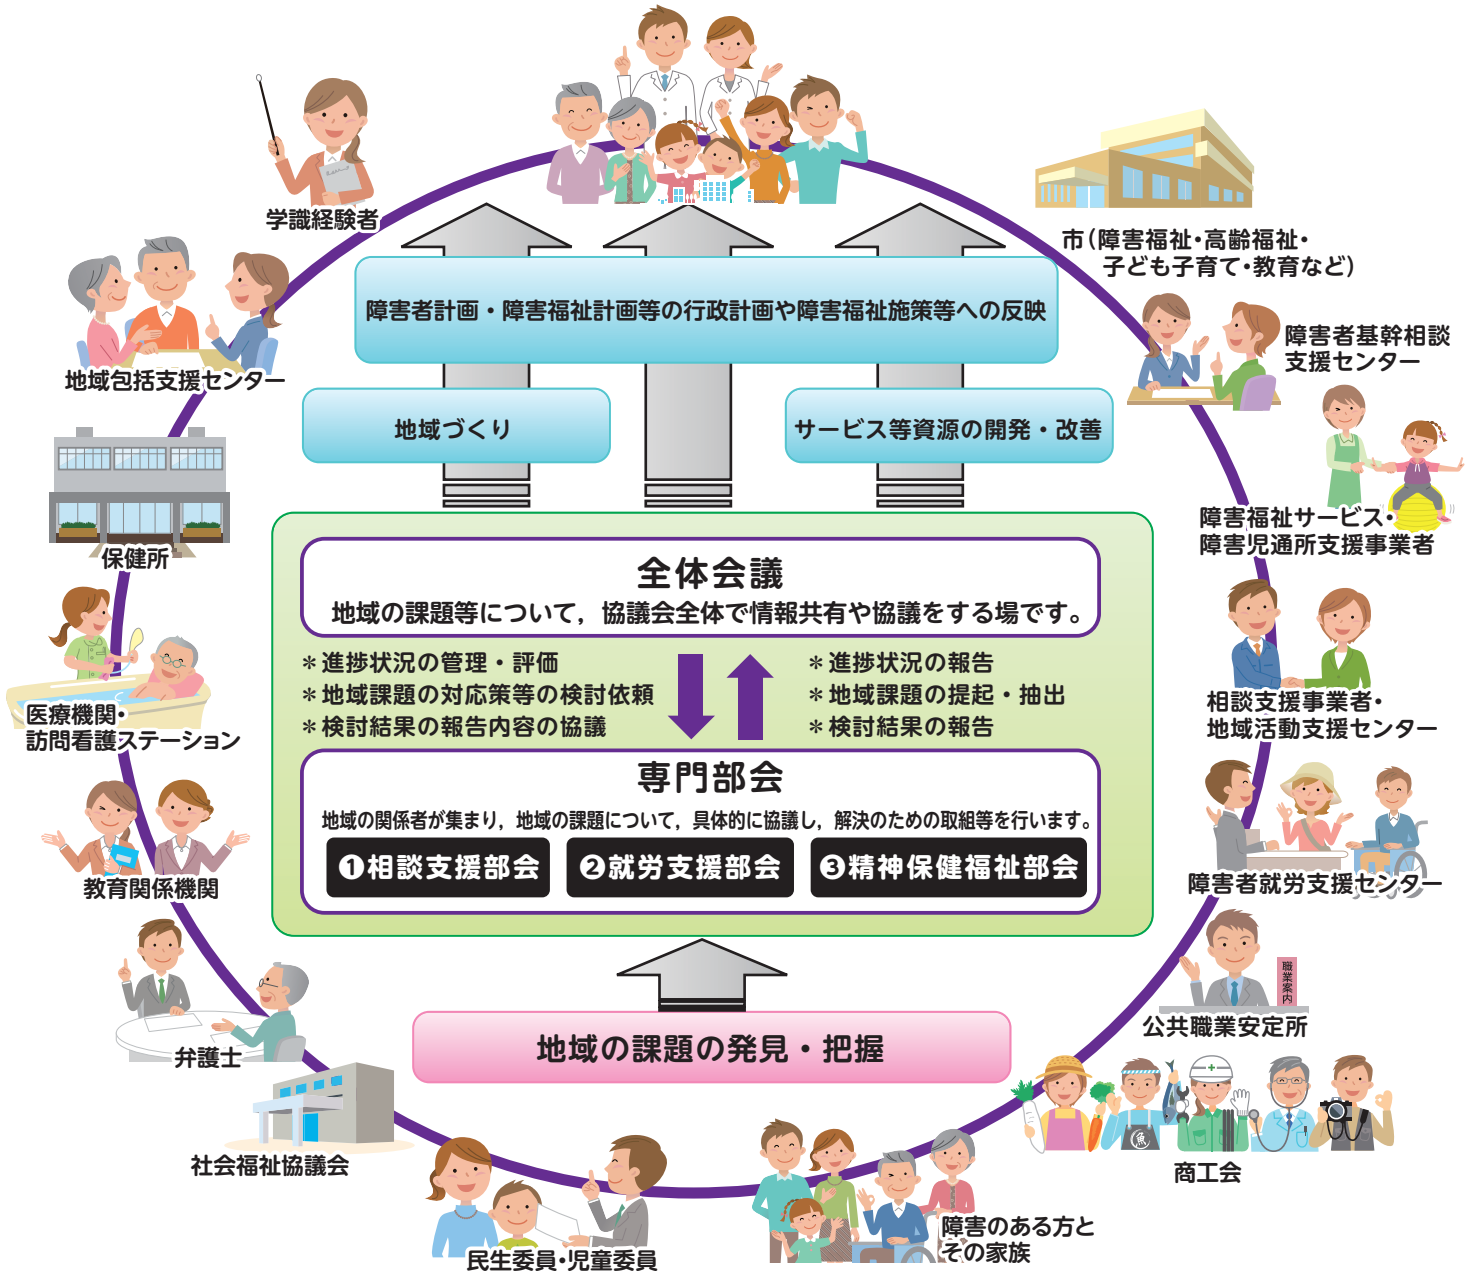 学識経験者
市(障害福祉・高齢福祉・
子ども子育て・教育など)
障害者計画・障害福祉計画等の行政計画や障害福祉施策等への反映
障害者基幹相談
支援センター
地域包括支援センター
地域づくり
サービス等資源の開発・改善
障害福祉サービス・
障害児通所支援事業者
保健所
全体会議
地域の課題等について，協議会全体で情報共有や協議をする場です。
＊進捗状況の管理・評価
＊地域課題の対応策等の検討依頼
＊検討結果の報告内容の協議
＊進捗状況の報告
＊地域課題の提起・抽出
＊検討結果の報告
医療機関・
訪問看護ステーション
相談支援事業者・
地域活動支援センター
専門部会
地域の関係者が集まり，地域の課題について，具体的に協議し，解決のための取組等を行います。
❶相談支援部会
❷就労支援部会
❸精神保健福祉部会
教育関係機関
障害者就労支援センター
職業案内
公共職業安定所
弁護士
地域の課題の発見・把握
社会福祉協議会
魚
商工会
民生委員・児童委員
障害のある方と
その家族